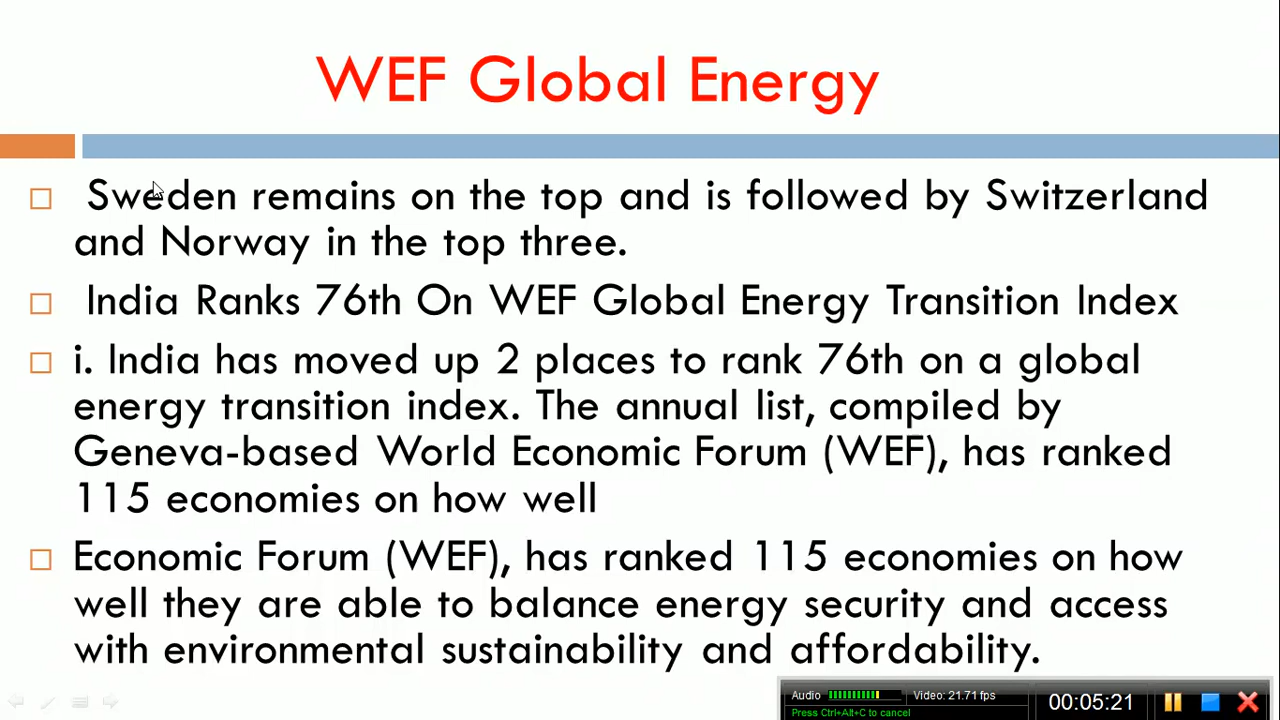 WEF Global Energy
Sweden remains on the top and is followed by Switzerland
and Norway in the top three.
India Ranks 76th On WEF Global Energy Transition Index
i. India has moved up 2 places to rank 76th on a global
energy transition index. The annual list, compiled by
Geneva-based World Economic Forum (WEF), has ranked
115 economies on how well
Economic Forum (WEF), has ranked 115 economies on how
well they are able to balance energy security and access
with environmental sustainability and affordability.
Audio Video: 21.71 fps 00:05:21
Press Ctrl+Alt+C to cancel